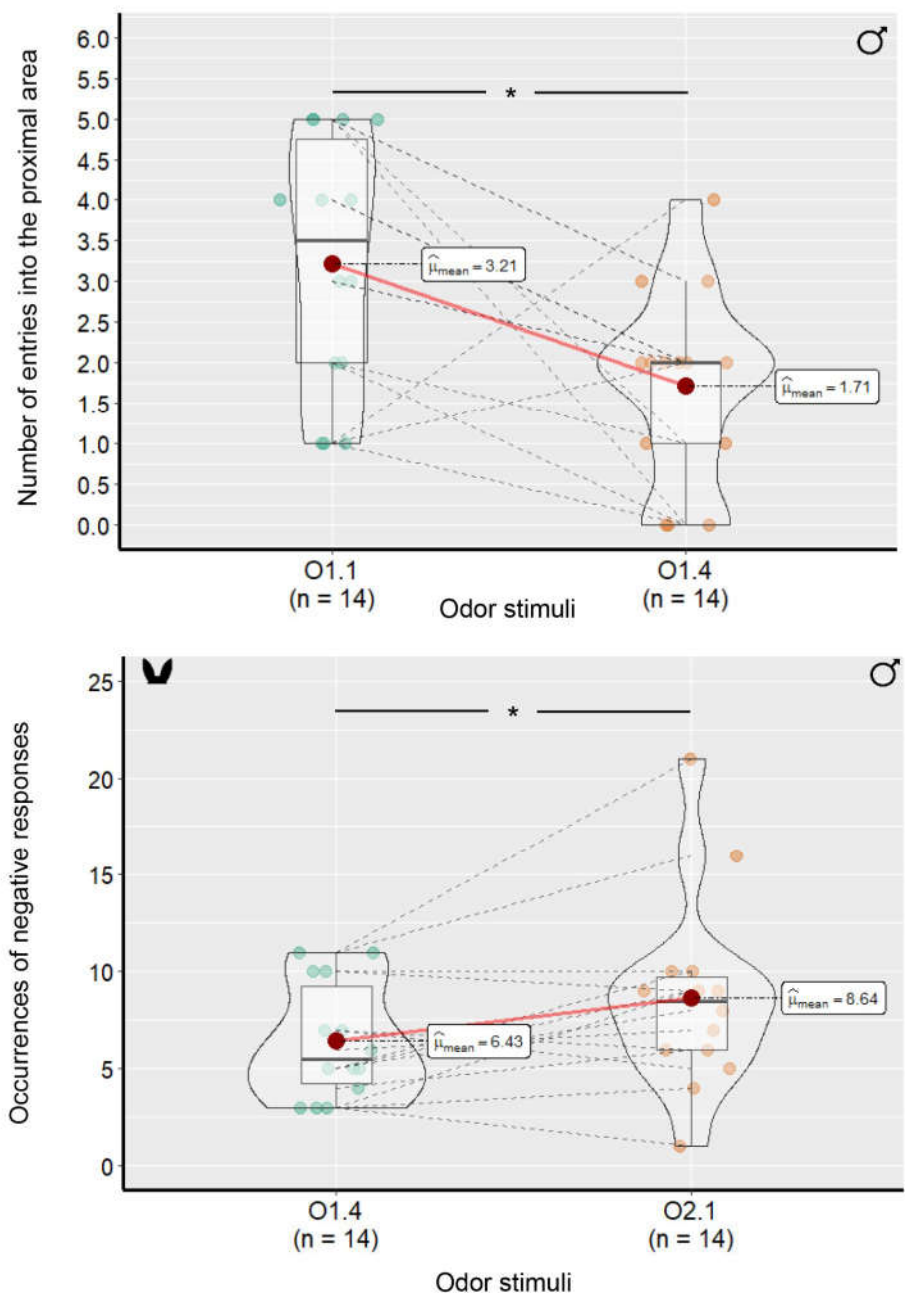 Number of entries into the proximal area
6.0
5.5
5.0
4.5
4.0
3.5
3.0
2.5
2.0
1.5
1.0
0.5
0.0
♂
*
μ̂mean = 3.21
μ̂mean = 1.71
O1.1
(n = 14)
O1.4
(n = 14)
Odor stimuli
Occurrences of negative responses
25
20
15
10
5
0
♂
*
μ̂mean = 6.43
μ̂mean = 8.64
O1.4
(n = 14)
O2.1
(n = 14)
Odor stimuli